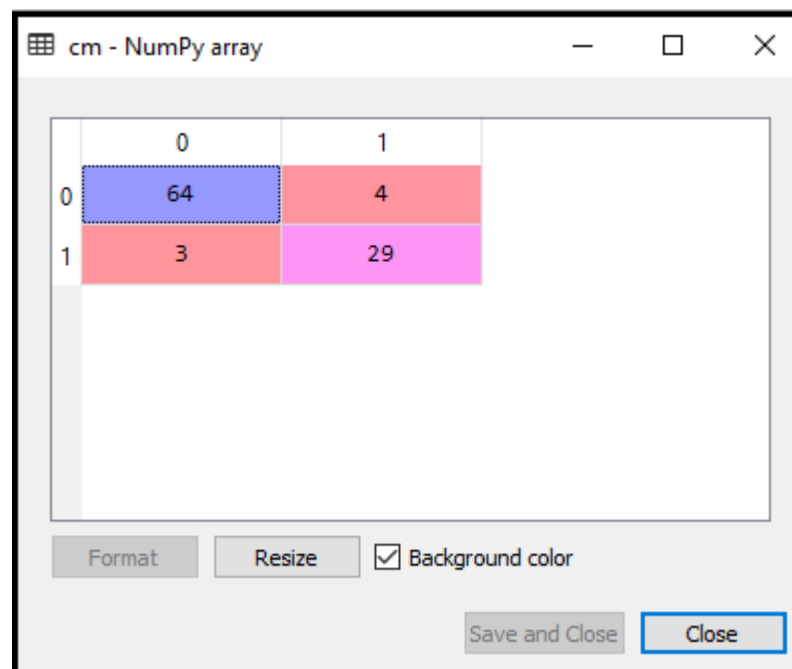 cm - NumPy array
0 1
0 64 4
1 3 29
Format Resize Background color
Save and Close Close